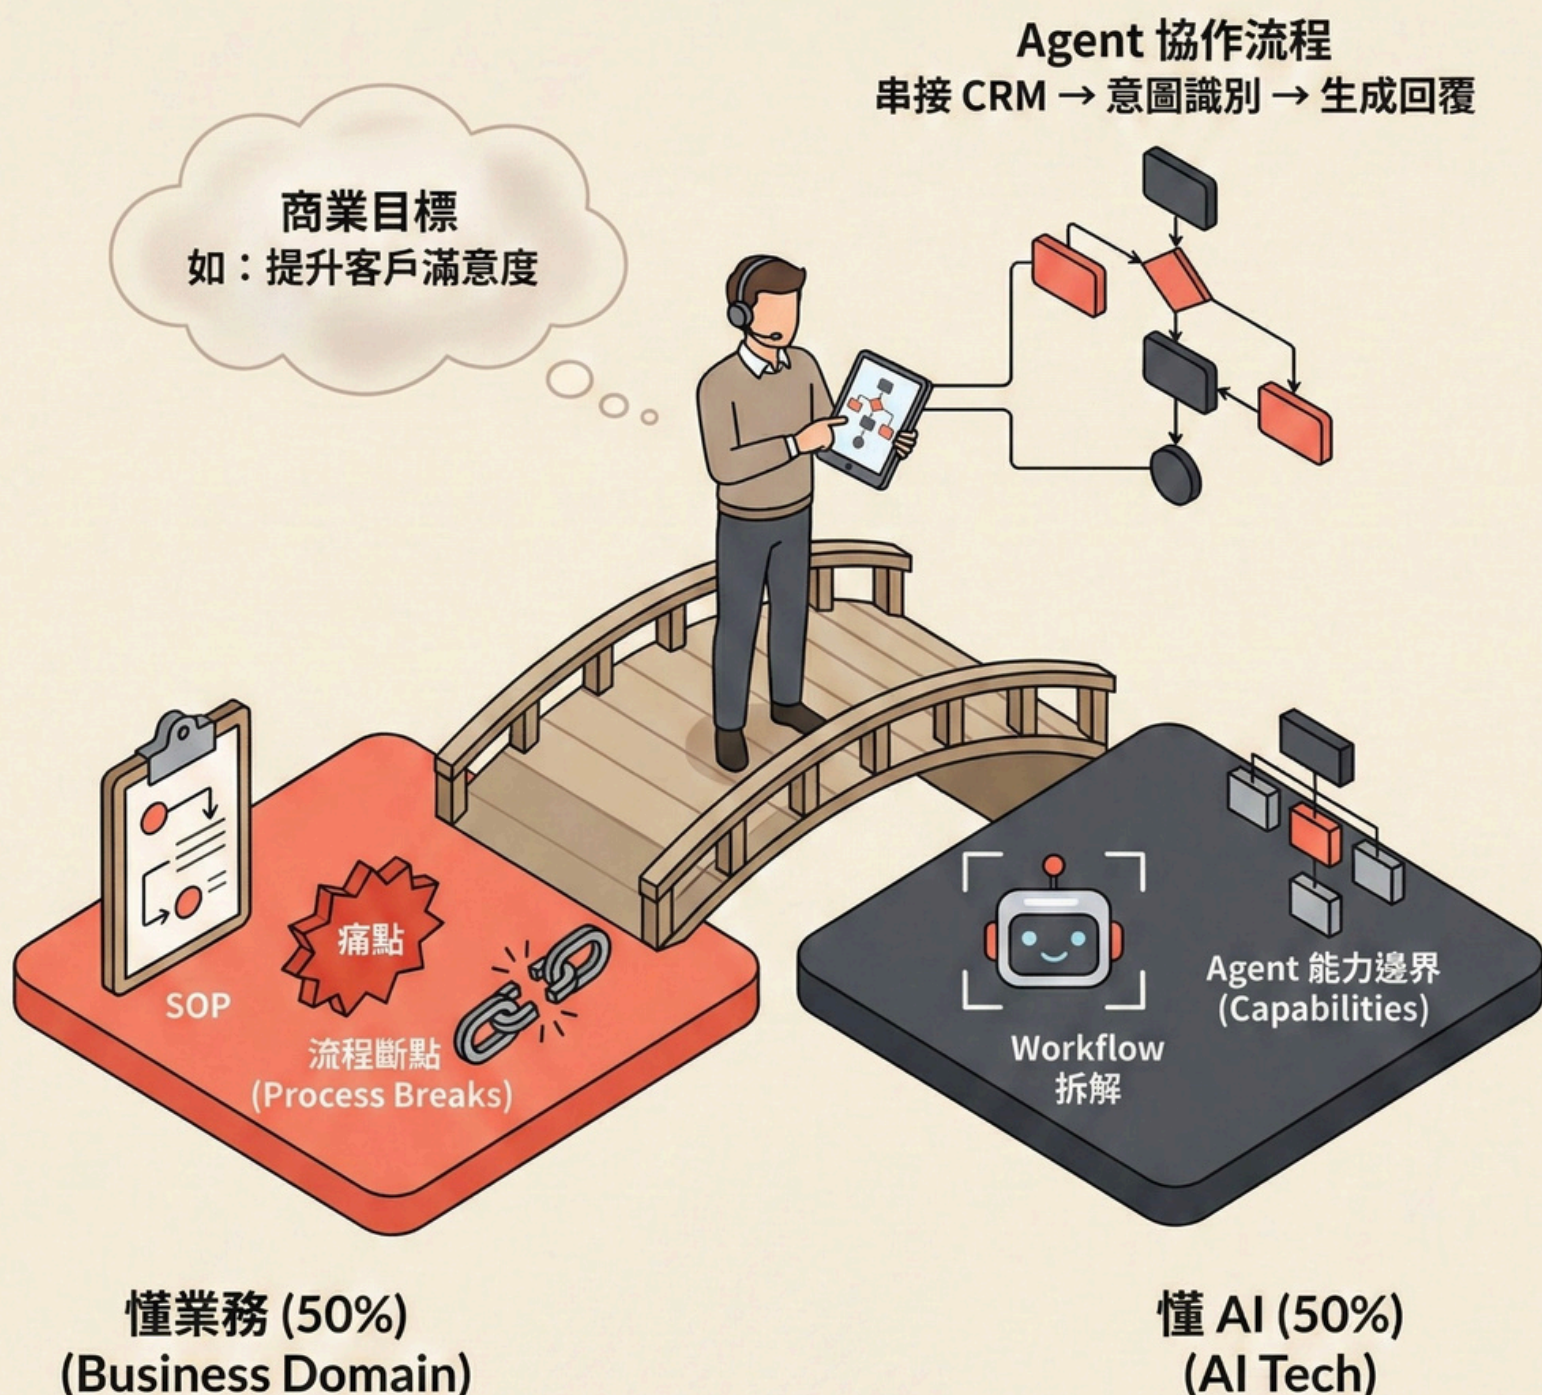 Agent 協作流程
串接 CRM → 意圖識別 → 生成回覆
商業目標
如：提升客戶滿意度
SOP
痛點
流程斷點
(Process Breaks)
Agent 能力邊界
(Capabilities)
Workflow
拆解
懂業務 (50%)
(Business Domain)
懂 AI (50%)
(AI Tech)